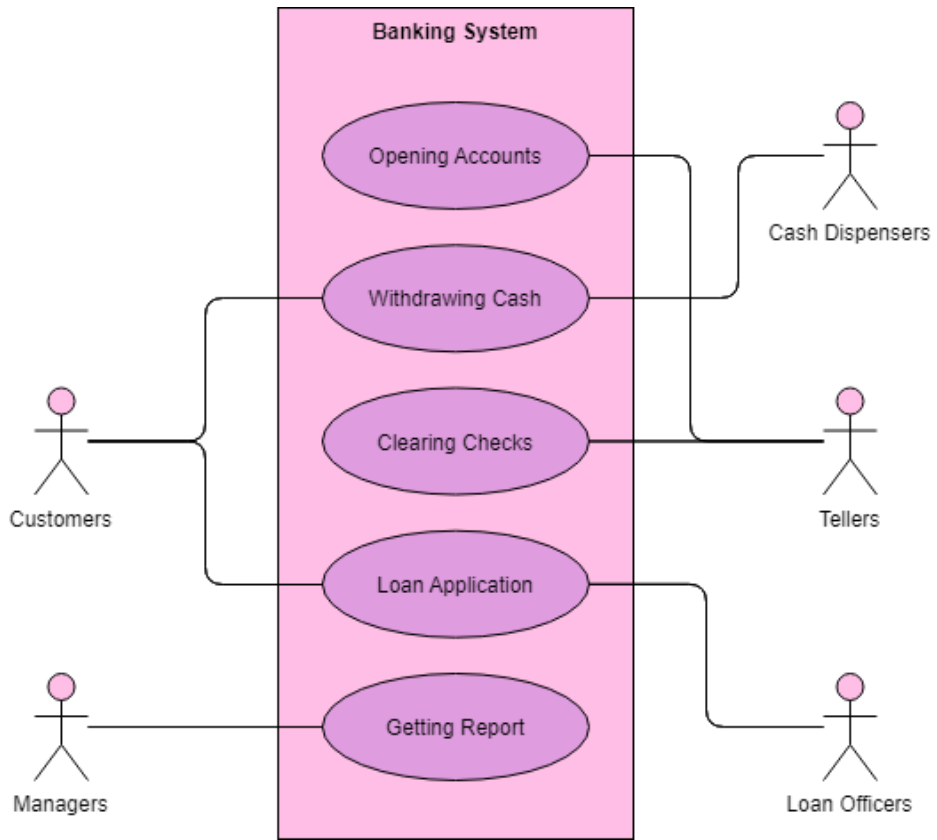 Banking System
Opening Accounts
Cash Dispensers
Withdrawing Cash
Clearing Checks
Customers
Tellers
Loan Application
Getting Report
Managers
Loan Officers